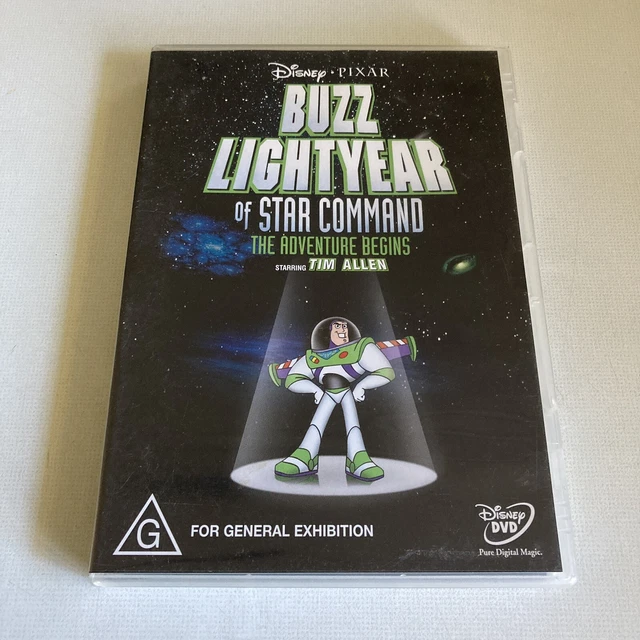 Disney · PIXAR
BUZZ
LIGHTYEAR
of STAR COMMAND
THE ADVENTURE BEGINS
STARRING TIM ALLEN
G FOR GENERAL EXHIBITION
Disney
DVD
Pure Digital Magic.